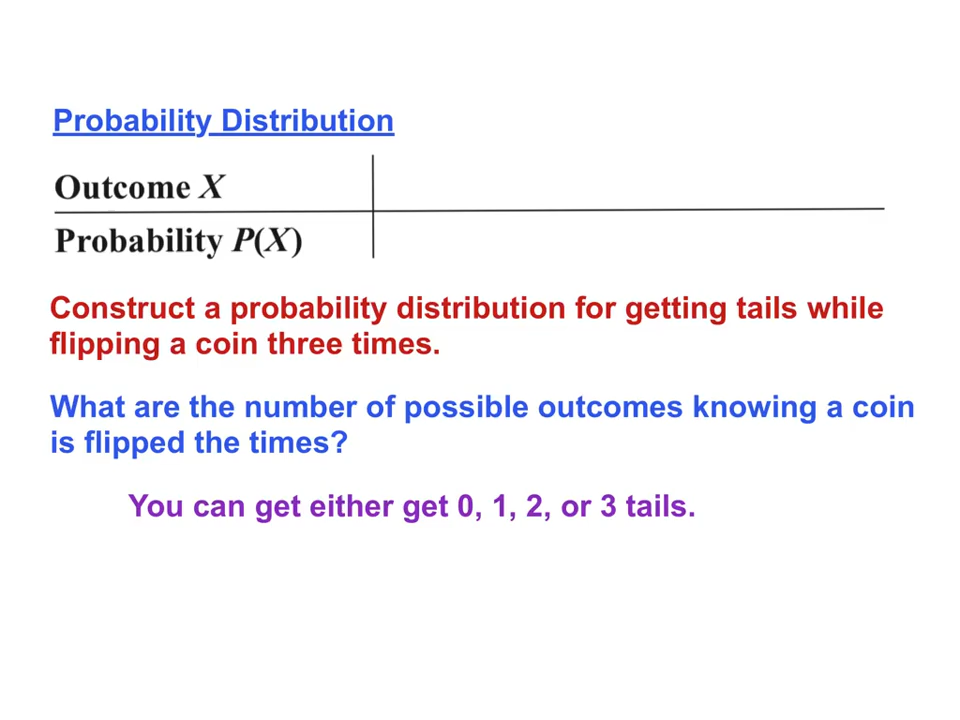 Probability Distribution
Outcome X
Probability P(X)
Construct a probability distribution for getting tails while
flipping a coin three times.
What are the number of possible outcomes knowing a coin
is flipped the times?
You can get either get 0, 1, 2, or 3 tails.